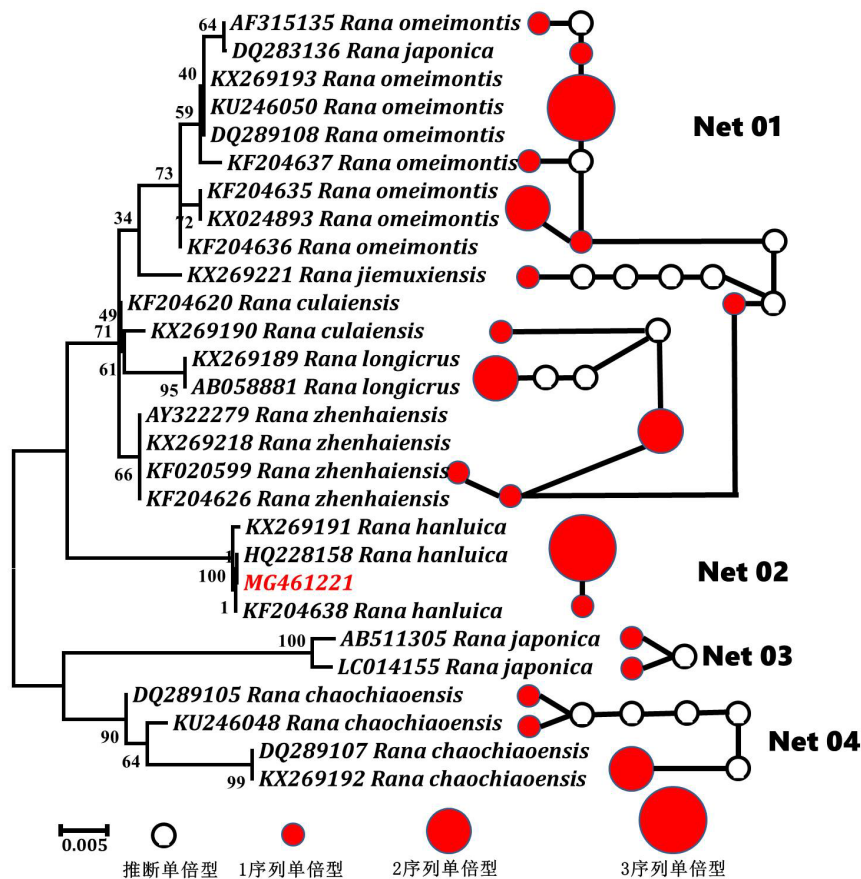 64
AF315135 Rana omeimontis
DQ283136 Rana japonica
40
KX269193 Rana omeimontis
KU246050 Rana omeimontis
59
DQ289108 Rana omeimontis
Net 01
KF204637 Rana omeimontis
73
KF204635 Rana omeimontis
72
KX024893 Rana omeimontis
34
KF204636 Rana omeimontis
KX269221 Rana jiemuxiensis
49
KF204620 Rana culaiensis
71
KX269190 Rana culaiensis
61
KX269189 Rana longicrus
95
AB058881 Rana longicrus
AY322279 Rana zhenhaiensis
KX269218 Rana zhenhaiensis
66
KF020599 Rana zhenhaiensis
KF204626 Rana zhenhaiensis
KX269191 Rana hanluica
1
HQ228158 Rana hanluica
100
MG461221
Net 02
1
KF204638 Rana hanluica
100
AB511305 Rana japonica
Net 03
LC014155 Rana japonica
DQ289105 Rana chaochiaoensis
90
KU246048 Rana chaochiaoensis
Net 04
64
DQ289107 Rana chaochiaoensis
99
KX269192 Rana chaochiaoensis
0.005
推断单倍型
1序列单倍型
2序列单倍型
3序列单倍型